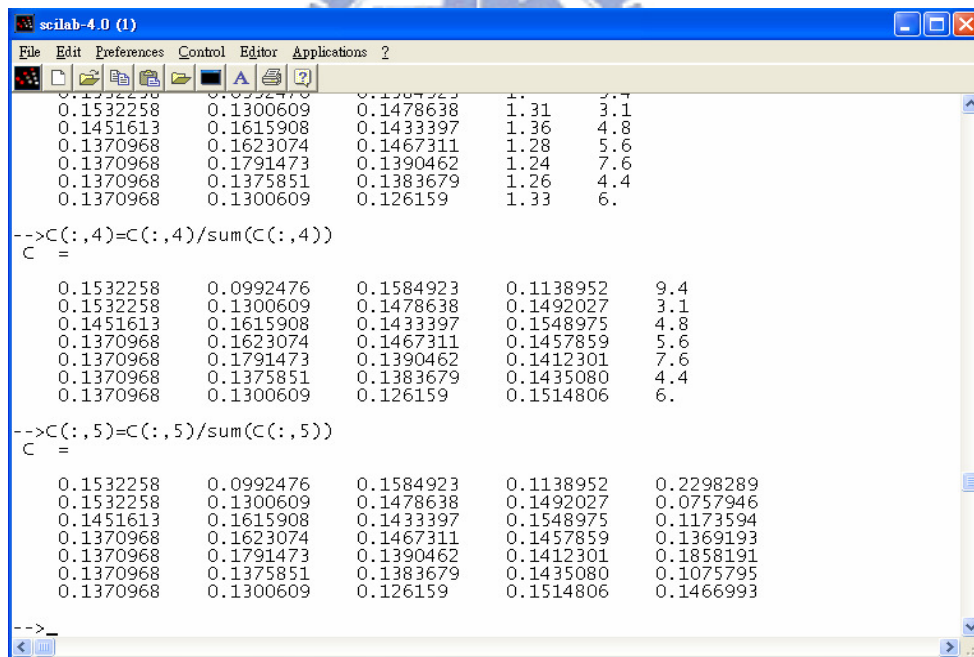 scilab-4.0 (1)
File Edit Preferences Control Editor Applications ?
0.1532258 0.0992476 0.1584923 1. 9.4
0.1532258 0.1300609 0.1478638 1.31 3.1
0.1451613 0.1615908 0.1433397 1.36 4.8
0.1370968 0.1623074 0.1467311 1.28 5.6
0.1370968 0.1791473 0.1390462 1.24 7.6
0.1370968 0.1375851 0.1383679 1.26 4.4
0.1370968 0.1300609 0.126159 1.33 6.
-->C(:,4)=C(:,4)/sum(C(:,4))
C =
0.1532258 0.0992476 0.1584923 0.1138952 9.4
0.1532258 0.1300609 0.1478638 0.1492027 3.1
0.1451613 0.1615908 0.1433397 0.1548975 4.8
0.1370968 0.1623074 0.1467311 0.1457859 5.6
0.1370968 0.1791473 0.1390462 0.1412301 7.6
0.1370968 0.1375851 0.1383679 0.1435080 4.4
0.1370968 0.1300609 0.126159 0.1514806 6.
-->C(:,5)=C(:,5)/sum(C(:,5))
C =
0.1532258 0.0992476 0.1584923 0.1138952 0.2298289
0.1532258 0.1300609 0.1478638 0.1492027 0.0757946
0.1451613 0.1615908 0.1433397 0.1548975 0.1173594
0.1370968 0.1623074 0.1467311 0.1457859 0.1369193
0.1370968 0.1791473 0.1390462 0.1412301 0.1858191
0.1370968 0.1375851 0.1383679 0.1435080 0.1075795
0.1370968 0.1300609 0.126159 0.1514806 0.1466993
-->_